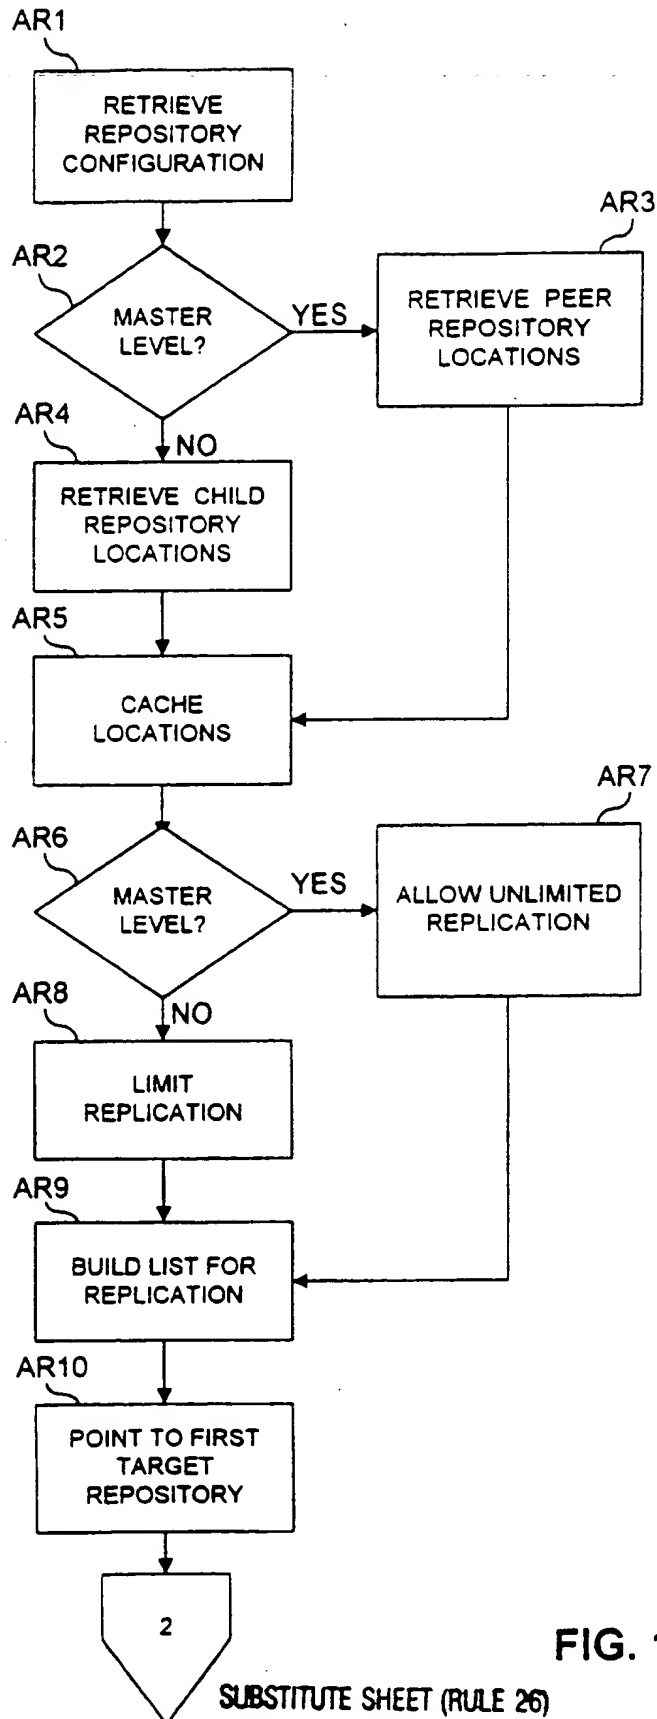 AR1
RETRIEVE
REPOSITORY
CONFIGURATION
AR2
MASTER
LEVEL?
YES
AR3
RETRIEVE PEER
REPOSITORY
LOCATIONS
NO
AR4
RETRIEVE CHILD
REPOSITORY
LOCATIONS
AR5
CACHE
LOCATIONS
AR6
MASTER
LEVEL?
YES
AR7
ALLOW UNLIMITED
REPLICATION
NO
AR8
LIMIT
REPLICATION
AR9
BUILD LIST FOR
REPLICATION
AR10
POINT TO FIRST
TARGET
REPOSITORY
2
FIG.
SUBSTITUTE SHEET (RULE 26)